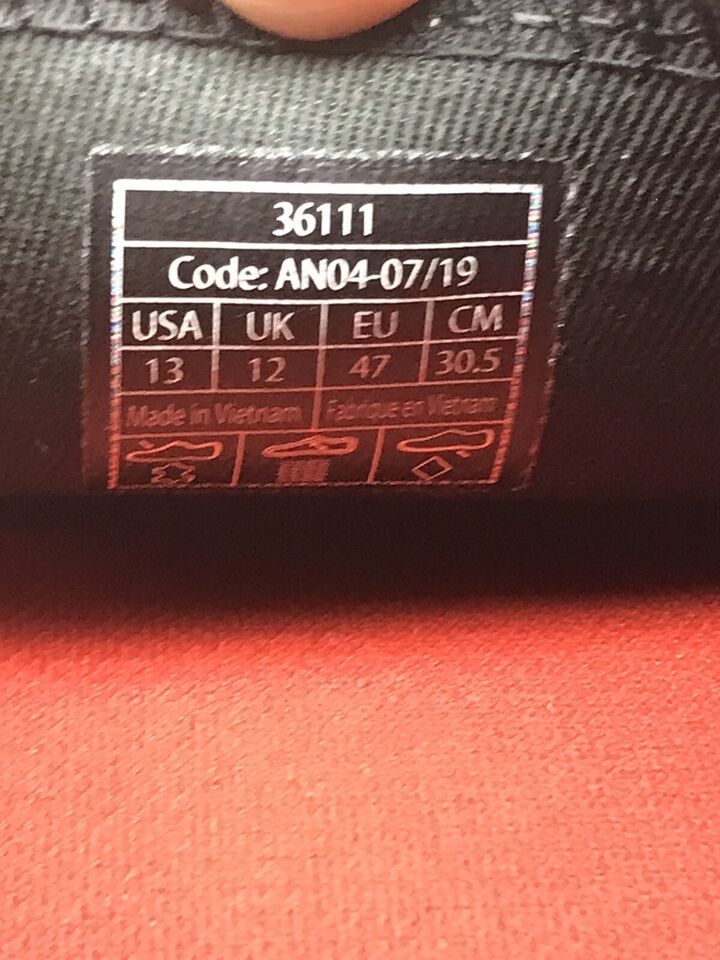 36111
Code: AN04-07/19
USA UK EU CM
13 12 47 30.5
Made in Vietnam Fabrique en Vietnam